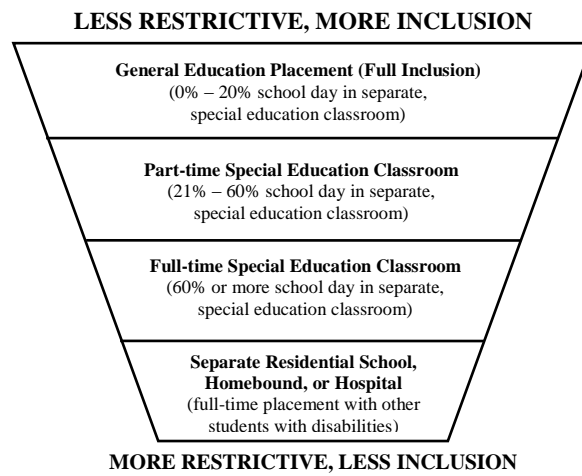 LESS RESTRICTIVE, MORE INCLUSION
General Education Placement (Full Inclusion)
(0% – 20% school day in separate,
special education classroom)
Part-time Special Education Classroom
(21% – 60% school day in separate,
special education classroom)
Full-time Special Education Classroom
(60% or more school day in separate,
special education classroom)
Separate Residential School,
Homebound, or Hospital
(full-time placement with other
students with disabilities)
MORE RESTRICTIVE, LESS INCLUSION